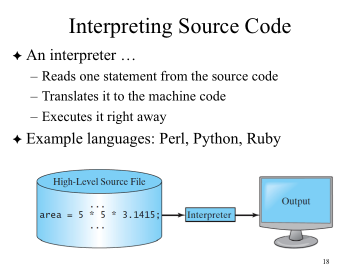 Interpreting Source Code
✦ An interpreter …
– Reads one statement from the source code
– Translates it to the machine code
– Executes it right away
✦ Example languages: Perl, Python, Ruby
High-Level Source File
...
area = 5 * 5 * 3.1415;
...
Interpreter
Output
18